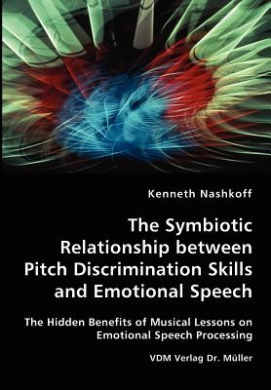 Kenneth Nashkoff
The Symbiotic
Relationship between
Pitch Discrimination Skills
and Emotional Speech
The Hidden Benefits of Musical Lessons on
Emotional Speech Processing
VDM Verlag Dr. Müller